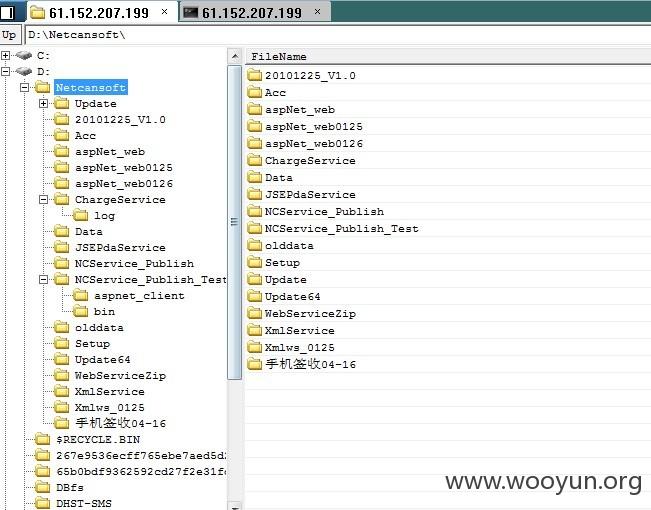 61.152.207.199 × 61.152.207.199 ×
Up D:\Netcansoft\
C:
D:
Netcansoft
Update
20101225_V1.0
Acc
aspNet_web
aspNet_web0125
aspNet_web0126
ChargeService
log
Data
JSEPdaService
NCService_Publish
NCService_Publish_Test
aspnet_client
bin
olddata
Setup
Update64
WebServiceZip
XmlService
Xmlws_0125
手机签收04-16
$RECYCLE.BIN
267e9536ecff765ebe7aed5d2
65b0bdf9362592cd27f2e31f
DBfs
DHST-SMS
FileName
20101225_V1.0
Acc
aspNet_web
aspNet_web0125
aspNet_web0126
ChargeService
Data
JSEPdaService
NCService_Publish
NCService_Publish_Test
olddata
Setup
Update
Update64
WebServiceZip
XmlService
Xmlws_0125
手机签收04-16
www.wooyun.org